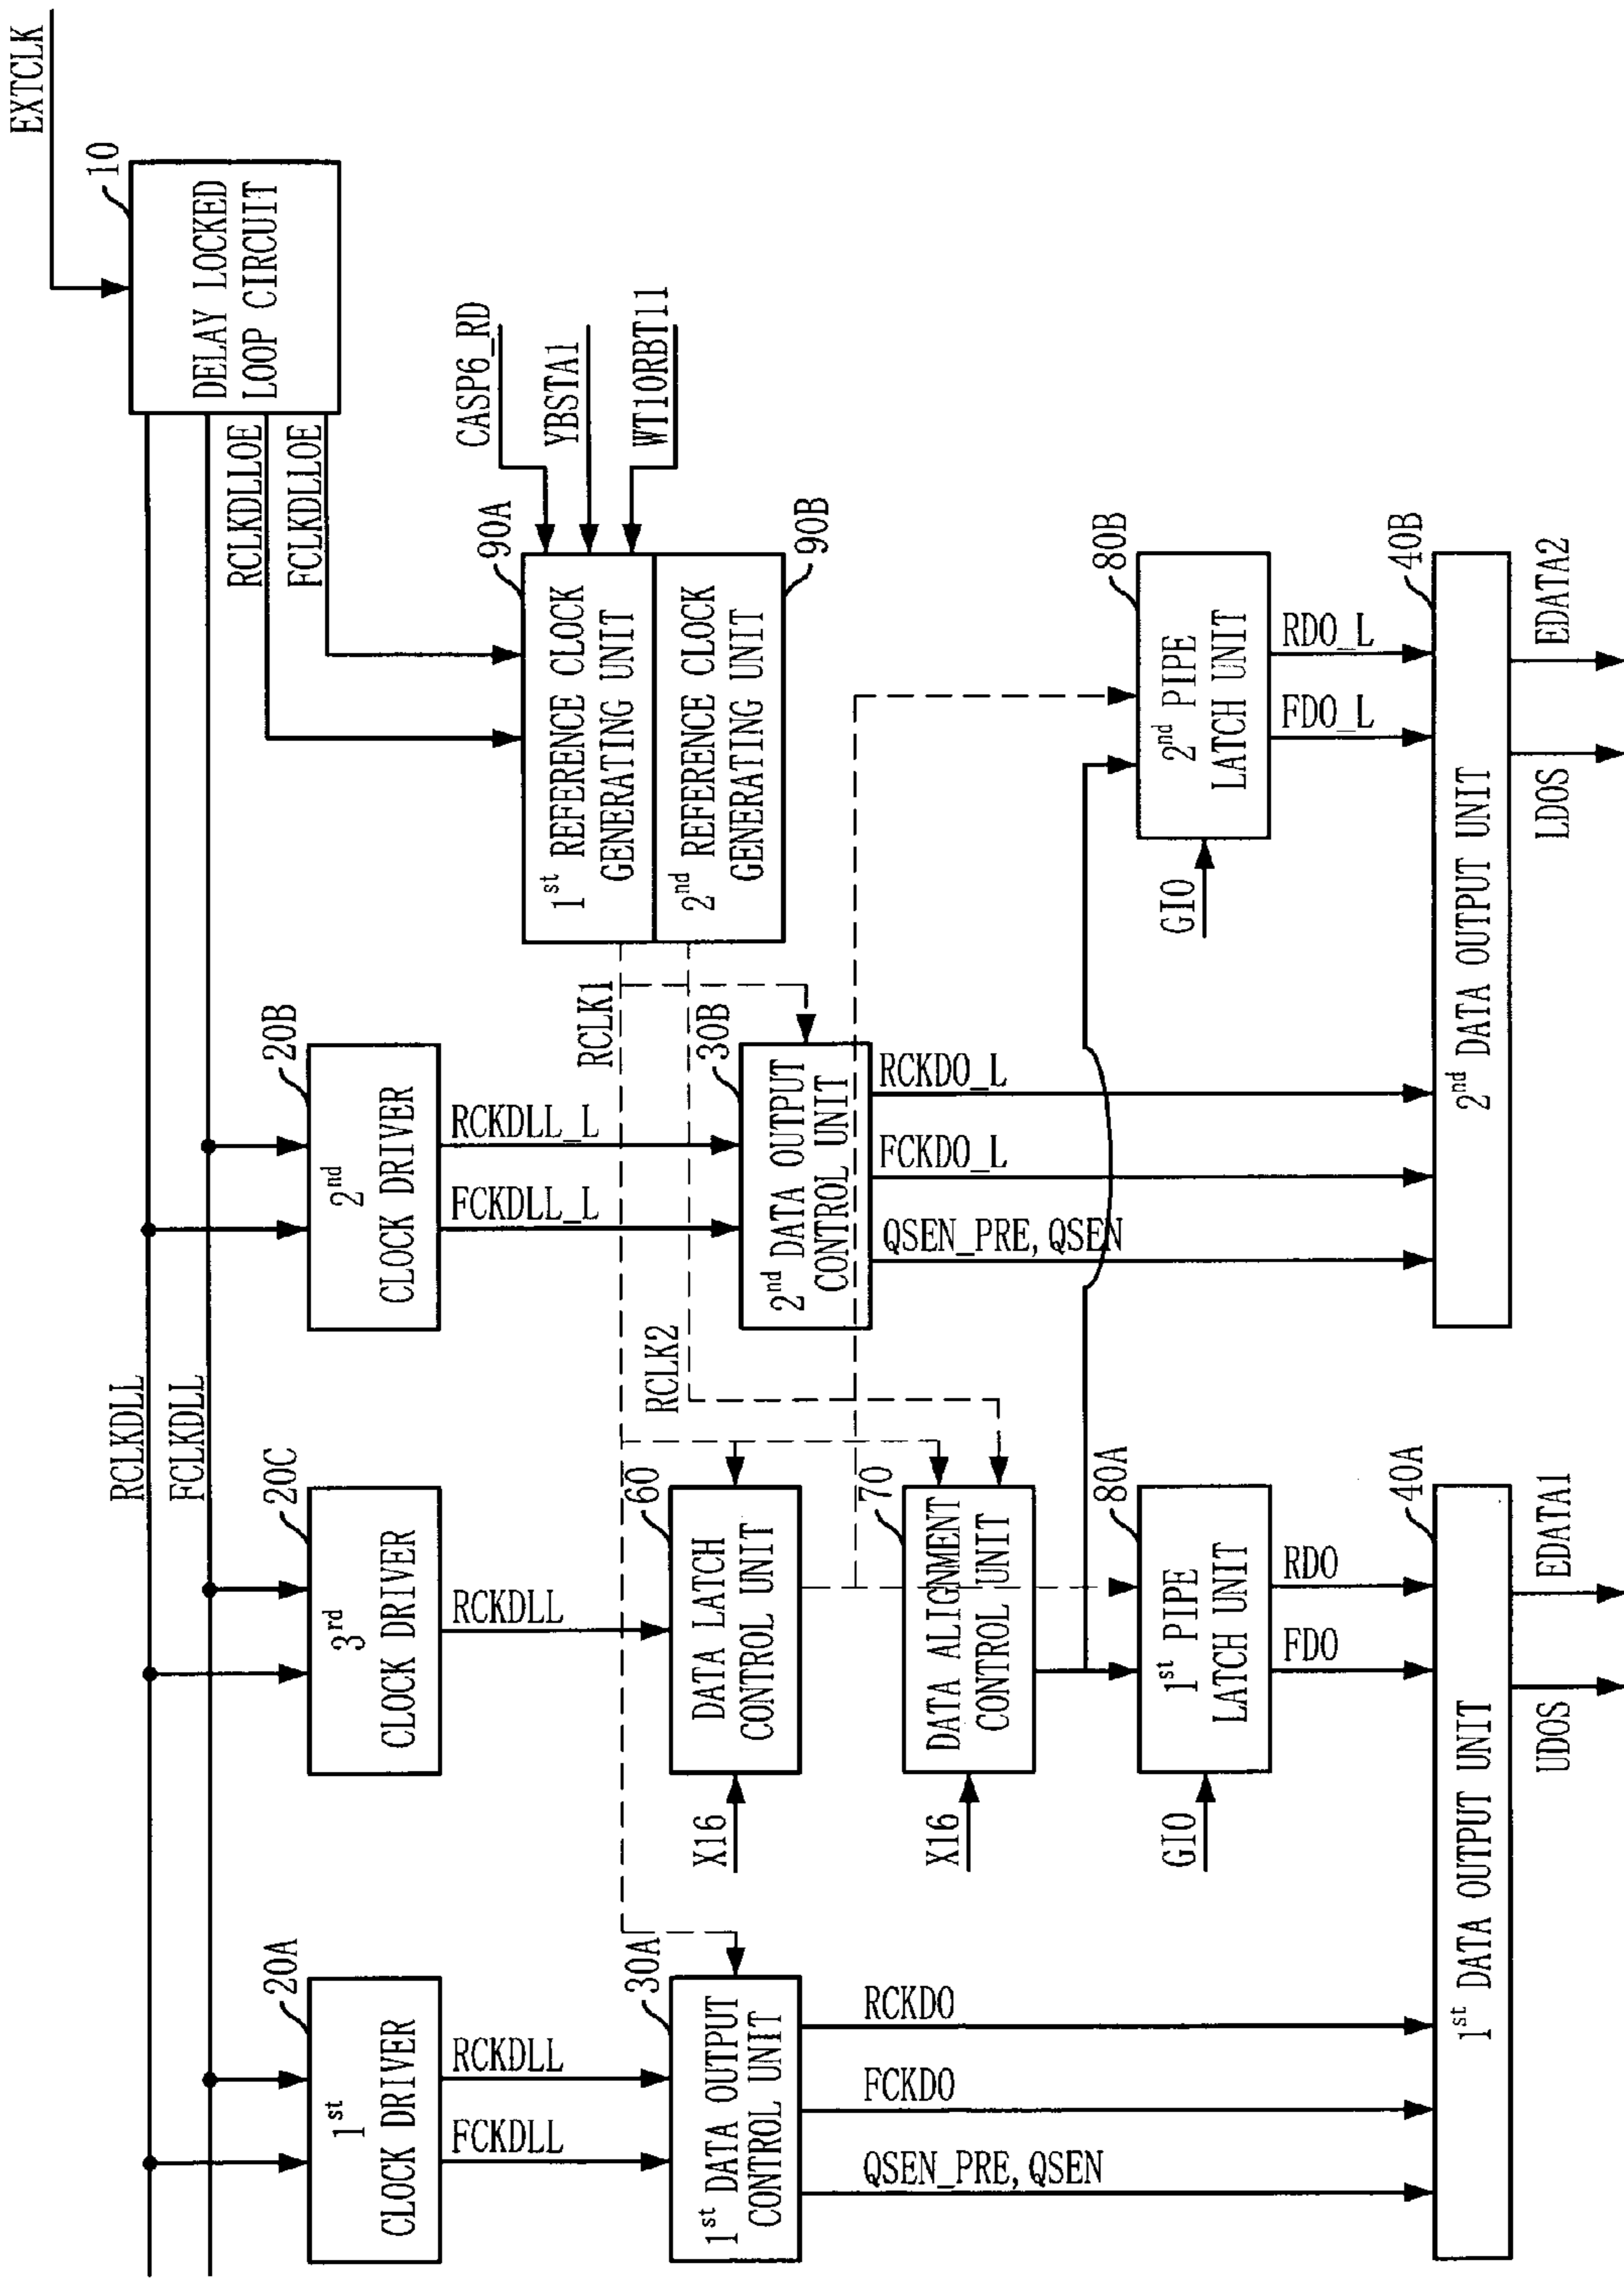 EXTCLK
10
DELAY LOCKED
LOOP CIRCUIT
RCLKDLL
FCLKDLL
RCLKDLLOE
FCLKDLLOE
CASP6_RD
YBSTA1
WT10RBT11
20A
1st
CLOCK DRIVER
20C
3rd
CLOCK DRIVER
20B
2nd
CLOCK DRIVER
90A
1st REFERENCE CLOCK
GENERATING UNIT
2nd REFERENCE CLOCK
GENERATING UNIT
90B
FCKDLL
RCKDLL
RCKDLL
FCKDLL_L
RCKDLL_L
RCLK1
RCLK2
30A
1st DATA OUTPUT
CONTROL UNIT
X16
60
DATA LATCH
CONTROL UNIT
30B
2nd DATA OUTPUT
CONTROL UNIT
X16
70
DATA ALIGNMENT
CONTROL UNIT
QSEN_PRE, QSEN
FCKDO
RCKDO
QSEN_PRE, QSEN
FCKDO_L
RCKDO_L
GIO
80A
1st PIPE
LATCH UNIT
GIO
80B
2nd PIPE
LATCH UNIT
FDO
RDO
FDO_L
RDO_L
40A
1st DATA OUTPUT UNIT
40B
2nd DATA OUTPUT UNIT
UDOS
EDATA1
LDOS
EDATA2